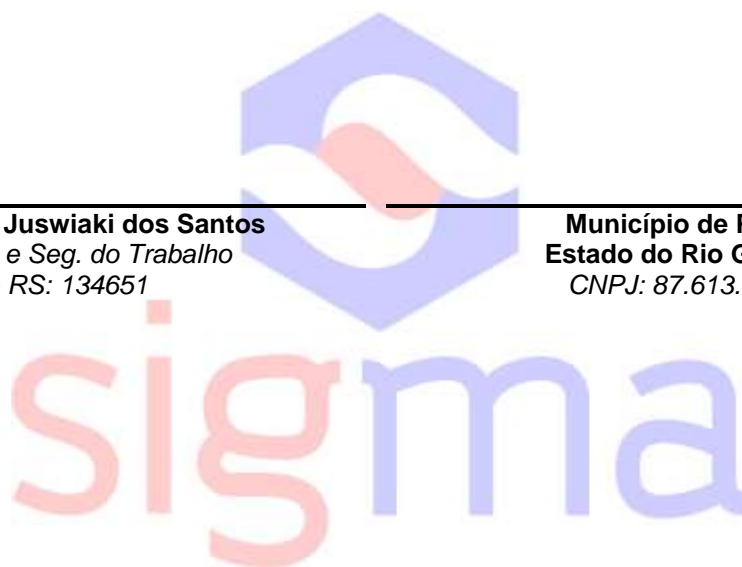 Juswiaki dos Santos
e Seg. do Trabalho
RS: 134651
Município de
Estado do Rio
CNPJ: 87.613.
sigma